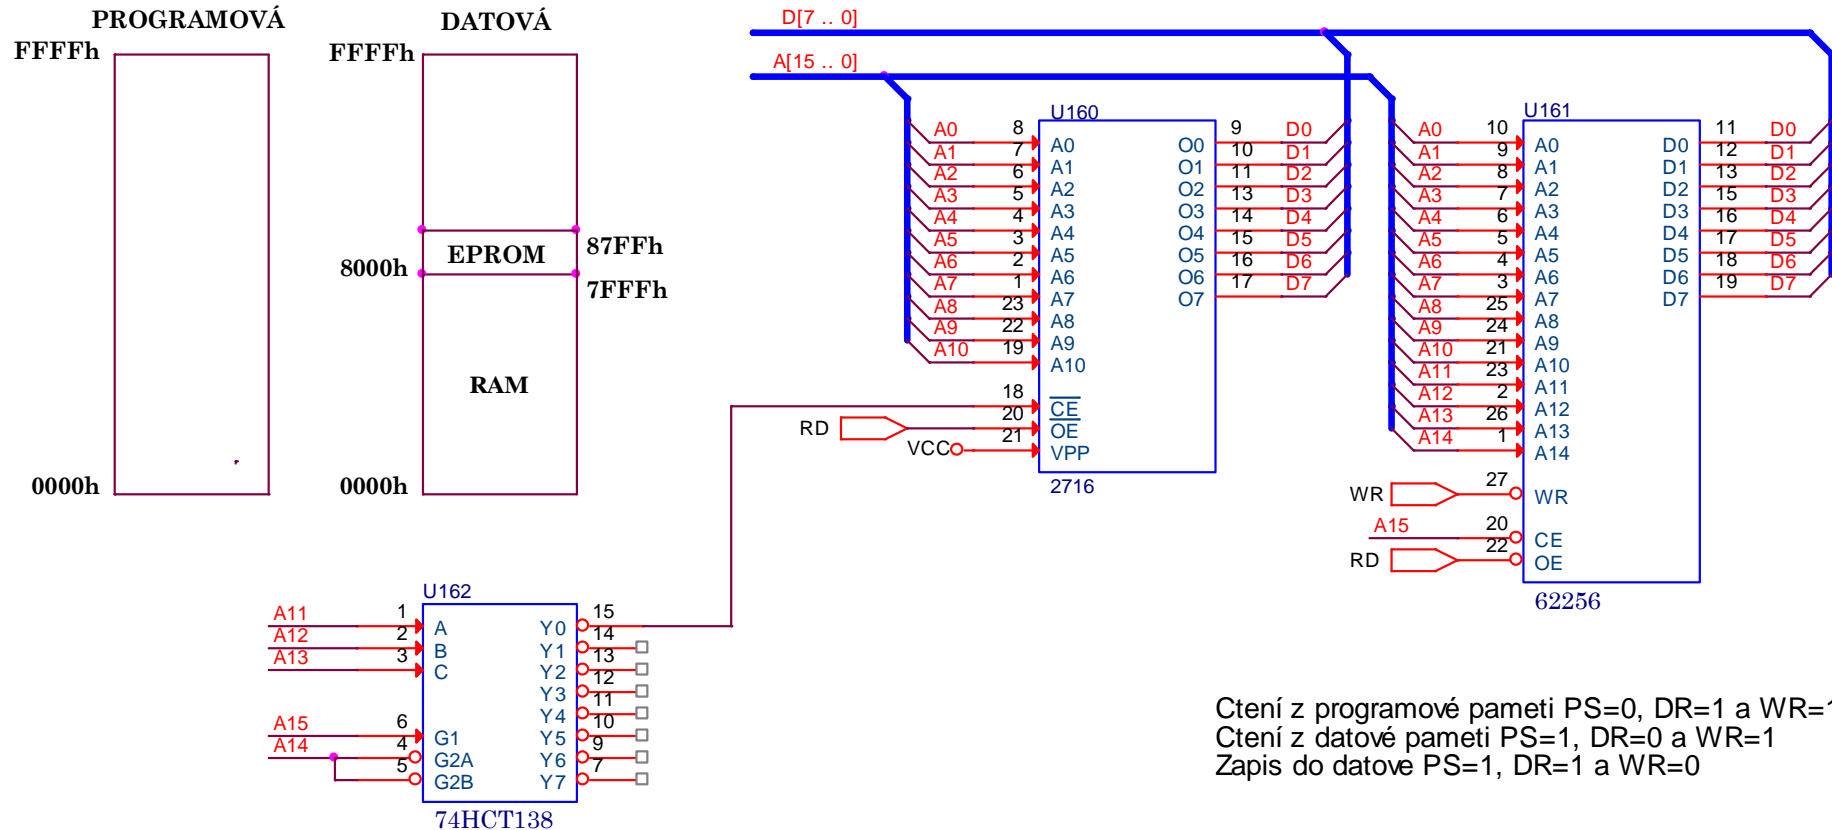 PROGRAMOVÁ
FFFFh
0000h
DATOVÁ
FFFFh
87FFh
EPROM
8000h
7FFFh
RAM
0000h
D[7 .. 0]
A[15 .. 0]
U160
A0 8 A0 O0 9 D0
A1 7 A1 O1 10 D1
A2 6 A2 O2 11 D2
A3 5 A3 O3 13 D3
A4 4 A4 O4 14 D4
A5 3 A5 O5 15 D5
A6 2 A6 O6 16 D6
A7 1 A7 O7 17 D7
A8 23 A8
A9 22 A9
A10 19 A10
18 CE
RD 20 OE
VCC 21 VPP
2716
U161
A0 10 A0 D0 11 D0
A1 9 A1 D1 12 D1
A2 8 A2 D2 13 D2
A3 7 A3 D3 15 D3
A4 6 A4 D4 16 D4
A5 5 A5 D5 17 D5
A6 4 A6 D6 18 D6
A7 3 A7 D7 19 D7
A8 25 A8
A9 24 A9
A10 21 A10
A11 23 A11
A12 2 A12
A13 26 A13
A14 1 A14
WR 27 WR
A15 20 CE
RD 22 OE
62256
U162
A11 1 A Y0 15
A12 2 B Y1 14
A13 3 C Y2 13
Y3 12
Y4 11
A15 6 G1 Y5 10
A14 4 G2A Y6 9
5 G2B Y7 7
74HCT138
Ctení z programové pameti PS=0, DR=1 a WR=1
Ctení z datové pameti PS=1, DR=0 a WR=1
Zapis do datove PS=1, DR=1 a WR=0